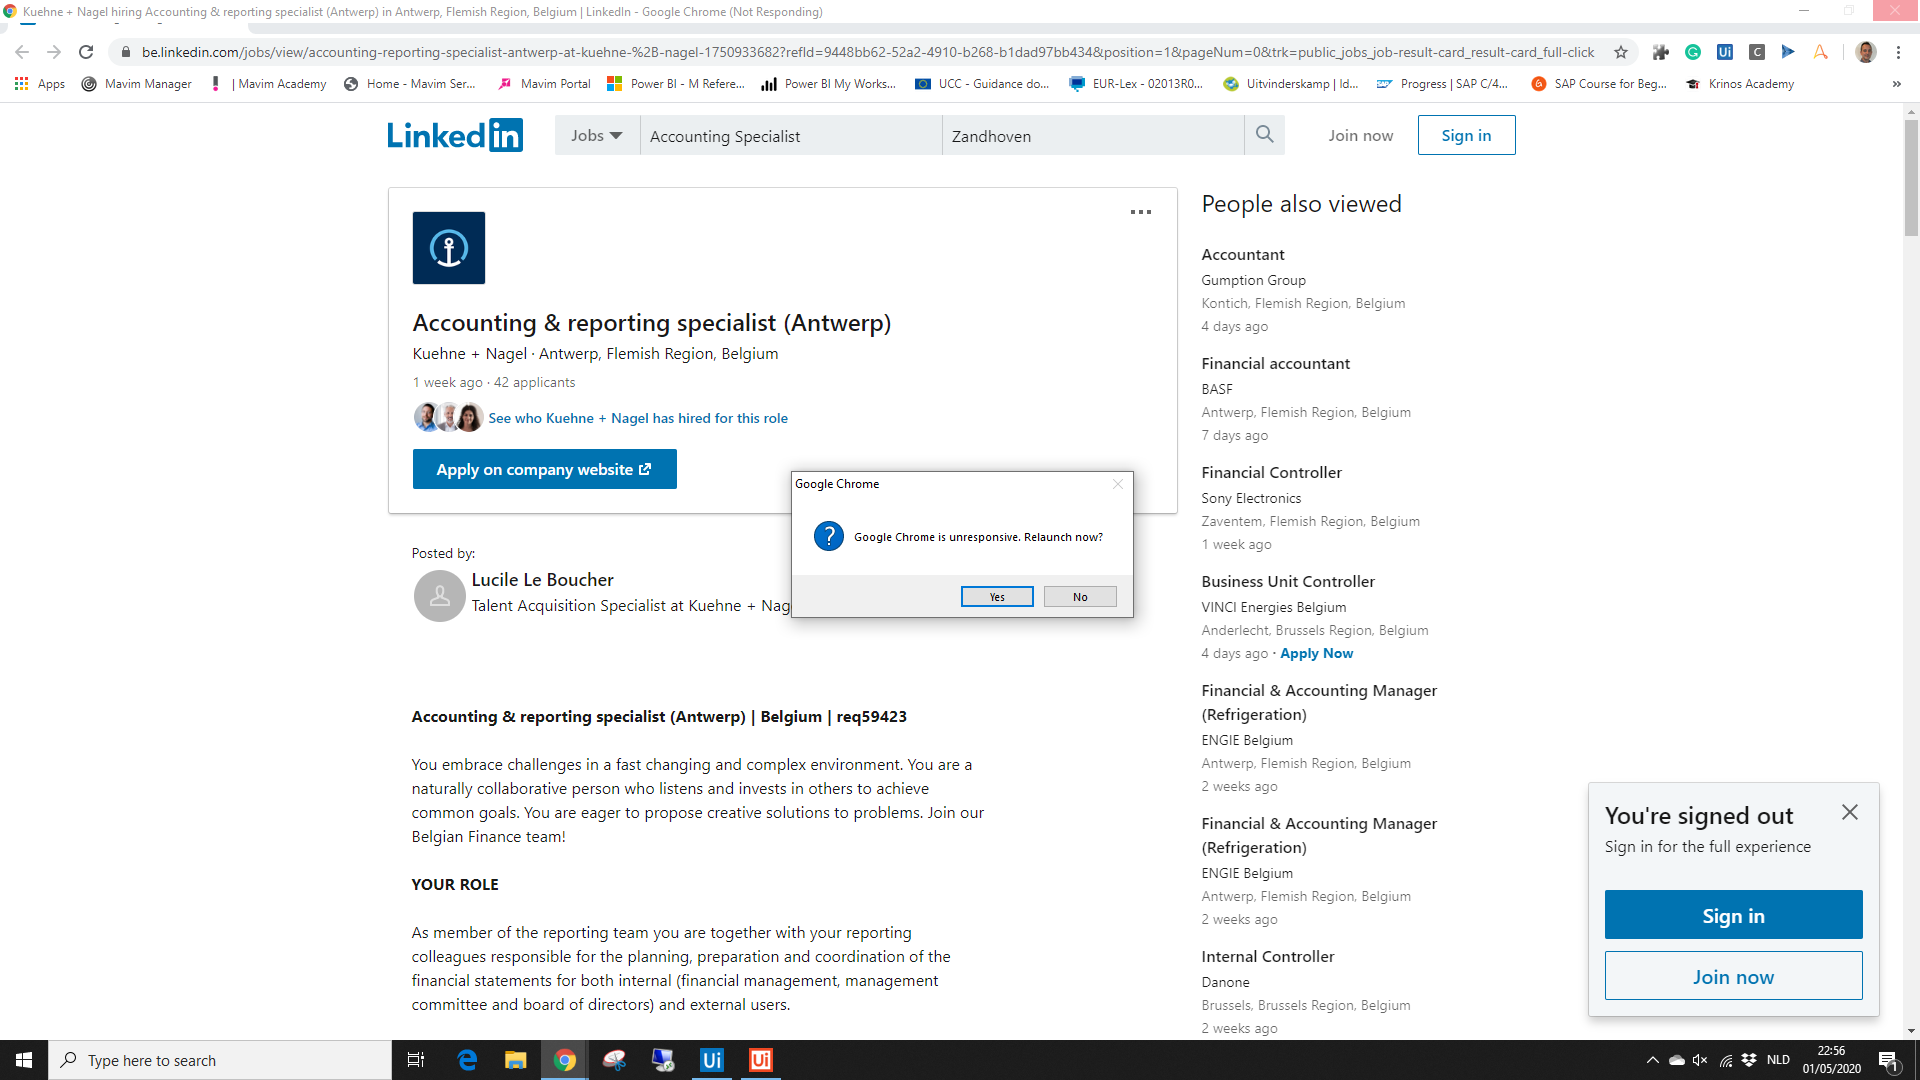 Kuehne + Nagel hiring Accounting & reporting specialist (Antwerp) in Antwerp, Flemish Region, Belgium | LinkedIn - Google Chrome (Not Responding)
be.linkedin.com/jobs/view/accounting-reporting-specialist-antwerp-at-kuehne-%2B-nagel-1750933682?refId=9448bb62-52a2-4910-b268-b1dad97bb434&position=1&pageNum=0&trk=public_jobs_job-result-card_result-card_full-click
Apps Mavim Manager | Mavim Academy Home - Mavim Ser... Mavim Portal Power BI - M Refere... Power BI My Works... UCC - Guidance do... EUR-Lex - 02013R0... Uitvinderskamp | Id... Progress | SAP C/4... SAP Course for Beg... Krinos Academy »
Linked in Jobs Accounting Specialist Zandhoven Join now Sign in
Accounting & reporting specialist (Antwerp)
Kuehne + Nagel · Antwerp, Flemish Region, Belgium
1 week ago · 42 applicants
See who Kuehne + Nagel has hired for this role
Apply on company website
Posted by:
Lucile Le Boucher
Talent Acquisition Specialist at Kuehne + Nag
Google Chrome
Google Chrome is unresponsive. Relaunch now?
Yes No
Accounting & reporting specialist (Antwerp) | Belgium | req59423
You embrace challenges in a fast changing and complex environment. You are a
naturally collaborative person who listens and invests in others to achieve
common goals. You are eager to propose creative solutions to problems. Join our
Belgian Finance team!
YOUR ROLE
As member of the reporting team you are together with your reporting
colleagues responsible for the planning, preparation and coordination of the
financial statements for both internal (financial management, management
committee and board of directors) and external users.
People also viewed
Accountant
Gumption Group
Kontich, Flemish Region, Belgium
4 days ago
Financial accountant
BASF
Antwerp, Flemish Region, Belgium
7 days ago
Financial Controller
Sony Electronics
Zaventem, Flemish Region, Belgium
1 week ago
Business Unit Controller
VINCI Energies Belgium
Anderlecht, Brussels Region, Belgium
4 days ago · Apply Now
Financial & Accounting Manager
(Refrigeration)
ENGIE Belgium
Antwerp, Flemish Region, Belgium
2 weeks ago
Financial & Accounting Manager
(Refrigeration)
ENGIE Belgium
Antwerp, Flemish Region, Belgium
2 weeks ago
Internal Controller
Danone
Brussels, Brussels Region, Belgium
2 weeks ago
You're signed out
Sign in for the full experience
Sign in
Join now
Type here to search
Ui Ui
NLD
22:56
01/05/2020
1